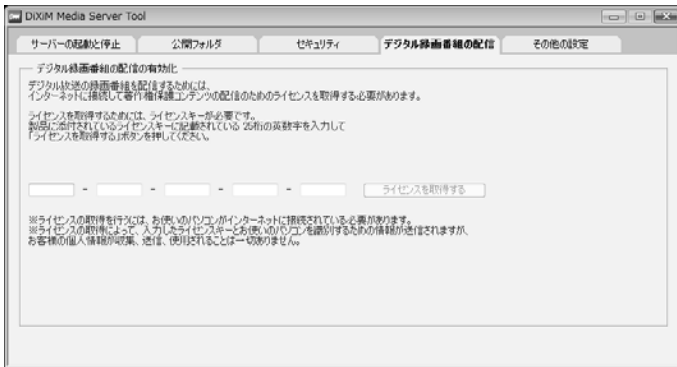 DiXiM Media Server Tool
サーバーの起動と停止 公開フォルダ セキュリティ デジタル録画番組の配信 その他の設定
デジタル録画番組の配信の有効化
デジタル放送の録画番組を配信するためには、
インターネットに接続して著作権保護コンテンツの配信のためのライセンスを取得する必要があります。
ライセンスを取得するためには、ライセンスキーが必要です。
製品に添付されているライセンスキーに記載されている 25桁の英数字を入力して
「ライセンスを取得する」ボタンを押してください。
- - - - ライセンスを取得する
※ライセンスの取得を行うには、お使いのパソコンがインターネットに接続されている必要があります。
※ライセンスの取得によって、入力したライセンスキーとお使いのパソコンを識別するための情報が送信されますが、
お客様の個人情報が収集、送信、使用されることは一切ありません。